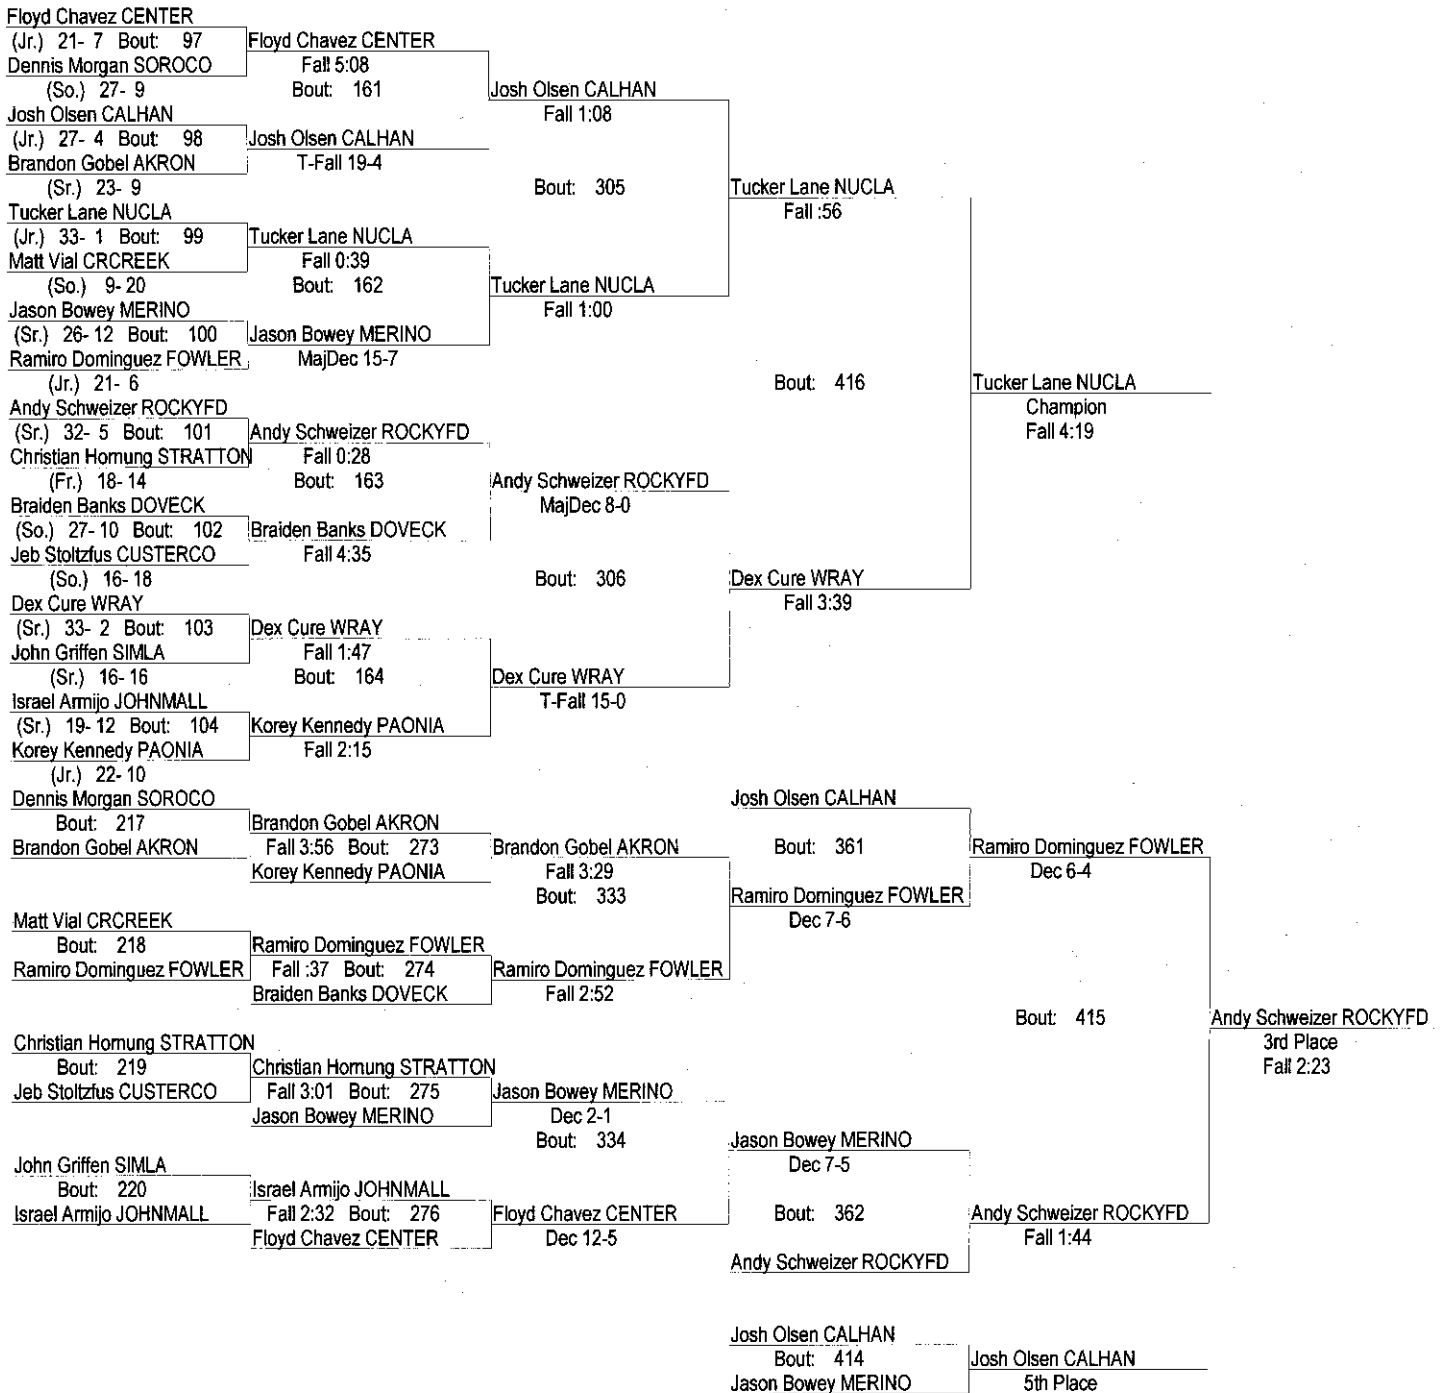 Floyd Chavez CENTER
(Jr.) 21- 7 Bout: 97 Floyd Chavez CENTER
Dennis Morgan SOROCO Fall 5:08
(So.) 27- 9 Bout: 161 Josh Olsen CALHAN
Josh Olsen CALHAN Fall 1:08
(Jr.) 27- 4 Bout: 98 Josh Olsen CALHAN
Brandon Gobel AKRON T-Fall 19-4
(Sr.) 23- 9 Bout: 305 Tucker Lane NUCLA
Tucker Lane NUCLA Fall :56
(Jr.) 33- 1 Bout: 99 Tucker Lane NUCLA
Matt Vial CRCREEK Fall 0:39
(So.) 9- 20 Bout: 162 Tucker Lane NUCLA
Jason Bowey MERINO Fall 1:00
(Sr.) 26- 12 Bout: 100 Jason Bowey MERINO
Ramiro Dominguez FOWLER MajDec 15-7
(Jr.) 21- 6 Bout: 416 Tucker Lane NUCLA
Andy Schweizer ROCKYFD Champion
(Sr.) 32- 5 Bout: 101 Andy Schweizer ROCKYFD Fall 4:19
Christian Hornung STRATTON Fall 0:28
(Fr.) 18- 14 Bout: 163 Andy Schweizer ROCKYFD
Braiden Banks DOVECK MajDec 8-0
(So.) 27- 10 Bout: 102 Braiden Banks DOVECK
Jeb Stoltzfus CUSTERCO Fall 4:35
(So.) 16- 18 Bout: 306 Dex Cure WRAY
Dex Cure WRAY Fall 3:39
(Sr.) 33- 2 Bout: 103 Dex Cure WRAY
John Griffen SIMLA Fall 1:47
(Sr.) 16- 16 Bout: 164 Dex Cure WRAY
Israel Armijo JOHNMALL T-Fall 15-0
(Sr.) 19- 12 Bout: 104 Korey Kennedy PAONIA
Korey Kennedy PAONIA Fall 2:15
(Jr.) 22- 10
Dennis Morgan SOROCO Josh Olsen CALHAN
Bout: 217 Brandon Gobel AKRON
Brandon Gobel AKRON Fall 3:56 Bout: 273 Brandon Gobel AKRON Bout: 361 Ramiro Dominguez FOWLER
Korey Kennedy PAONIA Fall 3:29 Dec 6-4
Bout: 333 Ramiro Dominguez FOWLER
Matt Vial CRCREEK Dec 7-6
Bout: 218 Ramiro Dominguez FOWLER
Ramiro Dominguez FOWLER Fall :37 Bout: 274 Ramiro Dominguez FOWLER
Braiden Banks DOVECK Fall 2:52
Bout: 415 Andy Schweizer ROCKYFD
Christian Hornung STRATTON 3rd Place
Bout: 219 Christian Hornung STRATTON Fall 2:23
Jeb Stoltzfus CUSTERCO Fall 3:01 Bout: 275 Jason Bowey MERINO
Jason Bowey MERINO Dec 2-1
Bout: 334 Jason Bowey MERINO
John Griffen SIMLA Dec 7-5
Bout: 220 Israel Armijo JOHNMALL
Israel Armijo JOHNMALL Fall 2:32 Bout: 276 Floyd Chavez CENTER Bout: 362 Andy Schweizer ROCKYFD
Floyd Chavez CENTER Dec 12-5 Fall 1:44
Andy Schweizer ROCKYFD
Josh Olsen CALHAN
Bout: 414 Josh Olsen CALHAN
Jason Bowey MERINO 5th Place